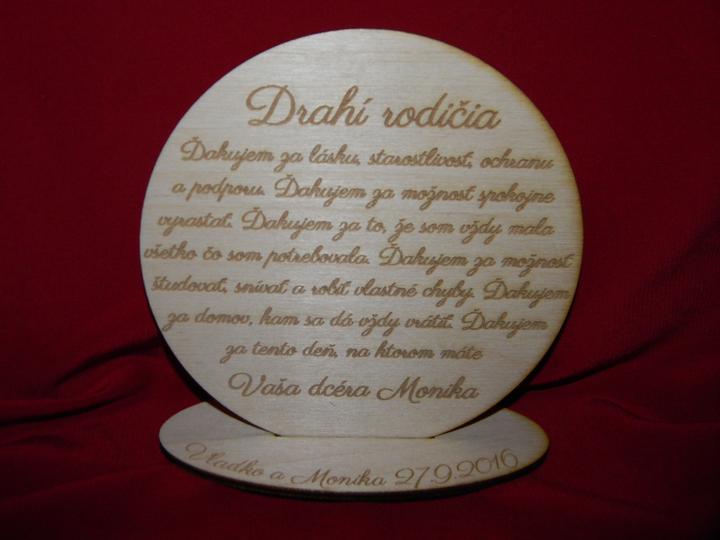 Drahí rodičia
Ďakujem za lásku, starostlivosť, ochranu
a podporu. Ďakujem za možnosť spokojne
vyrastať. Ďakujem za to, že som vždy mala
všetko čo som potrebovala. Ďakujem za možnosť
študovať, snívať a robiť vlastné chyby. Ďakujem
za domov, kam sa dá vždy vrátiť. Ďakujem
za tento deň, na ktorom máte
Vaša dcéra Monika
Vladko a Monika 27.9.2016